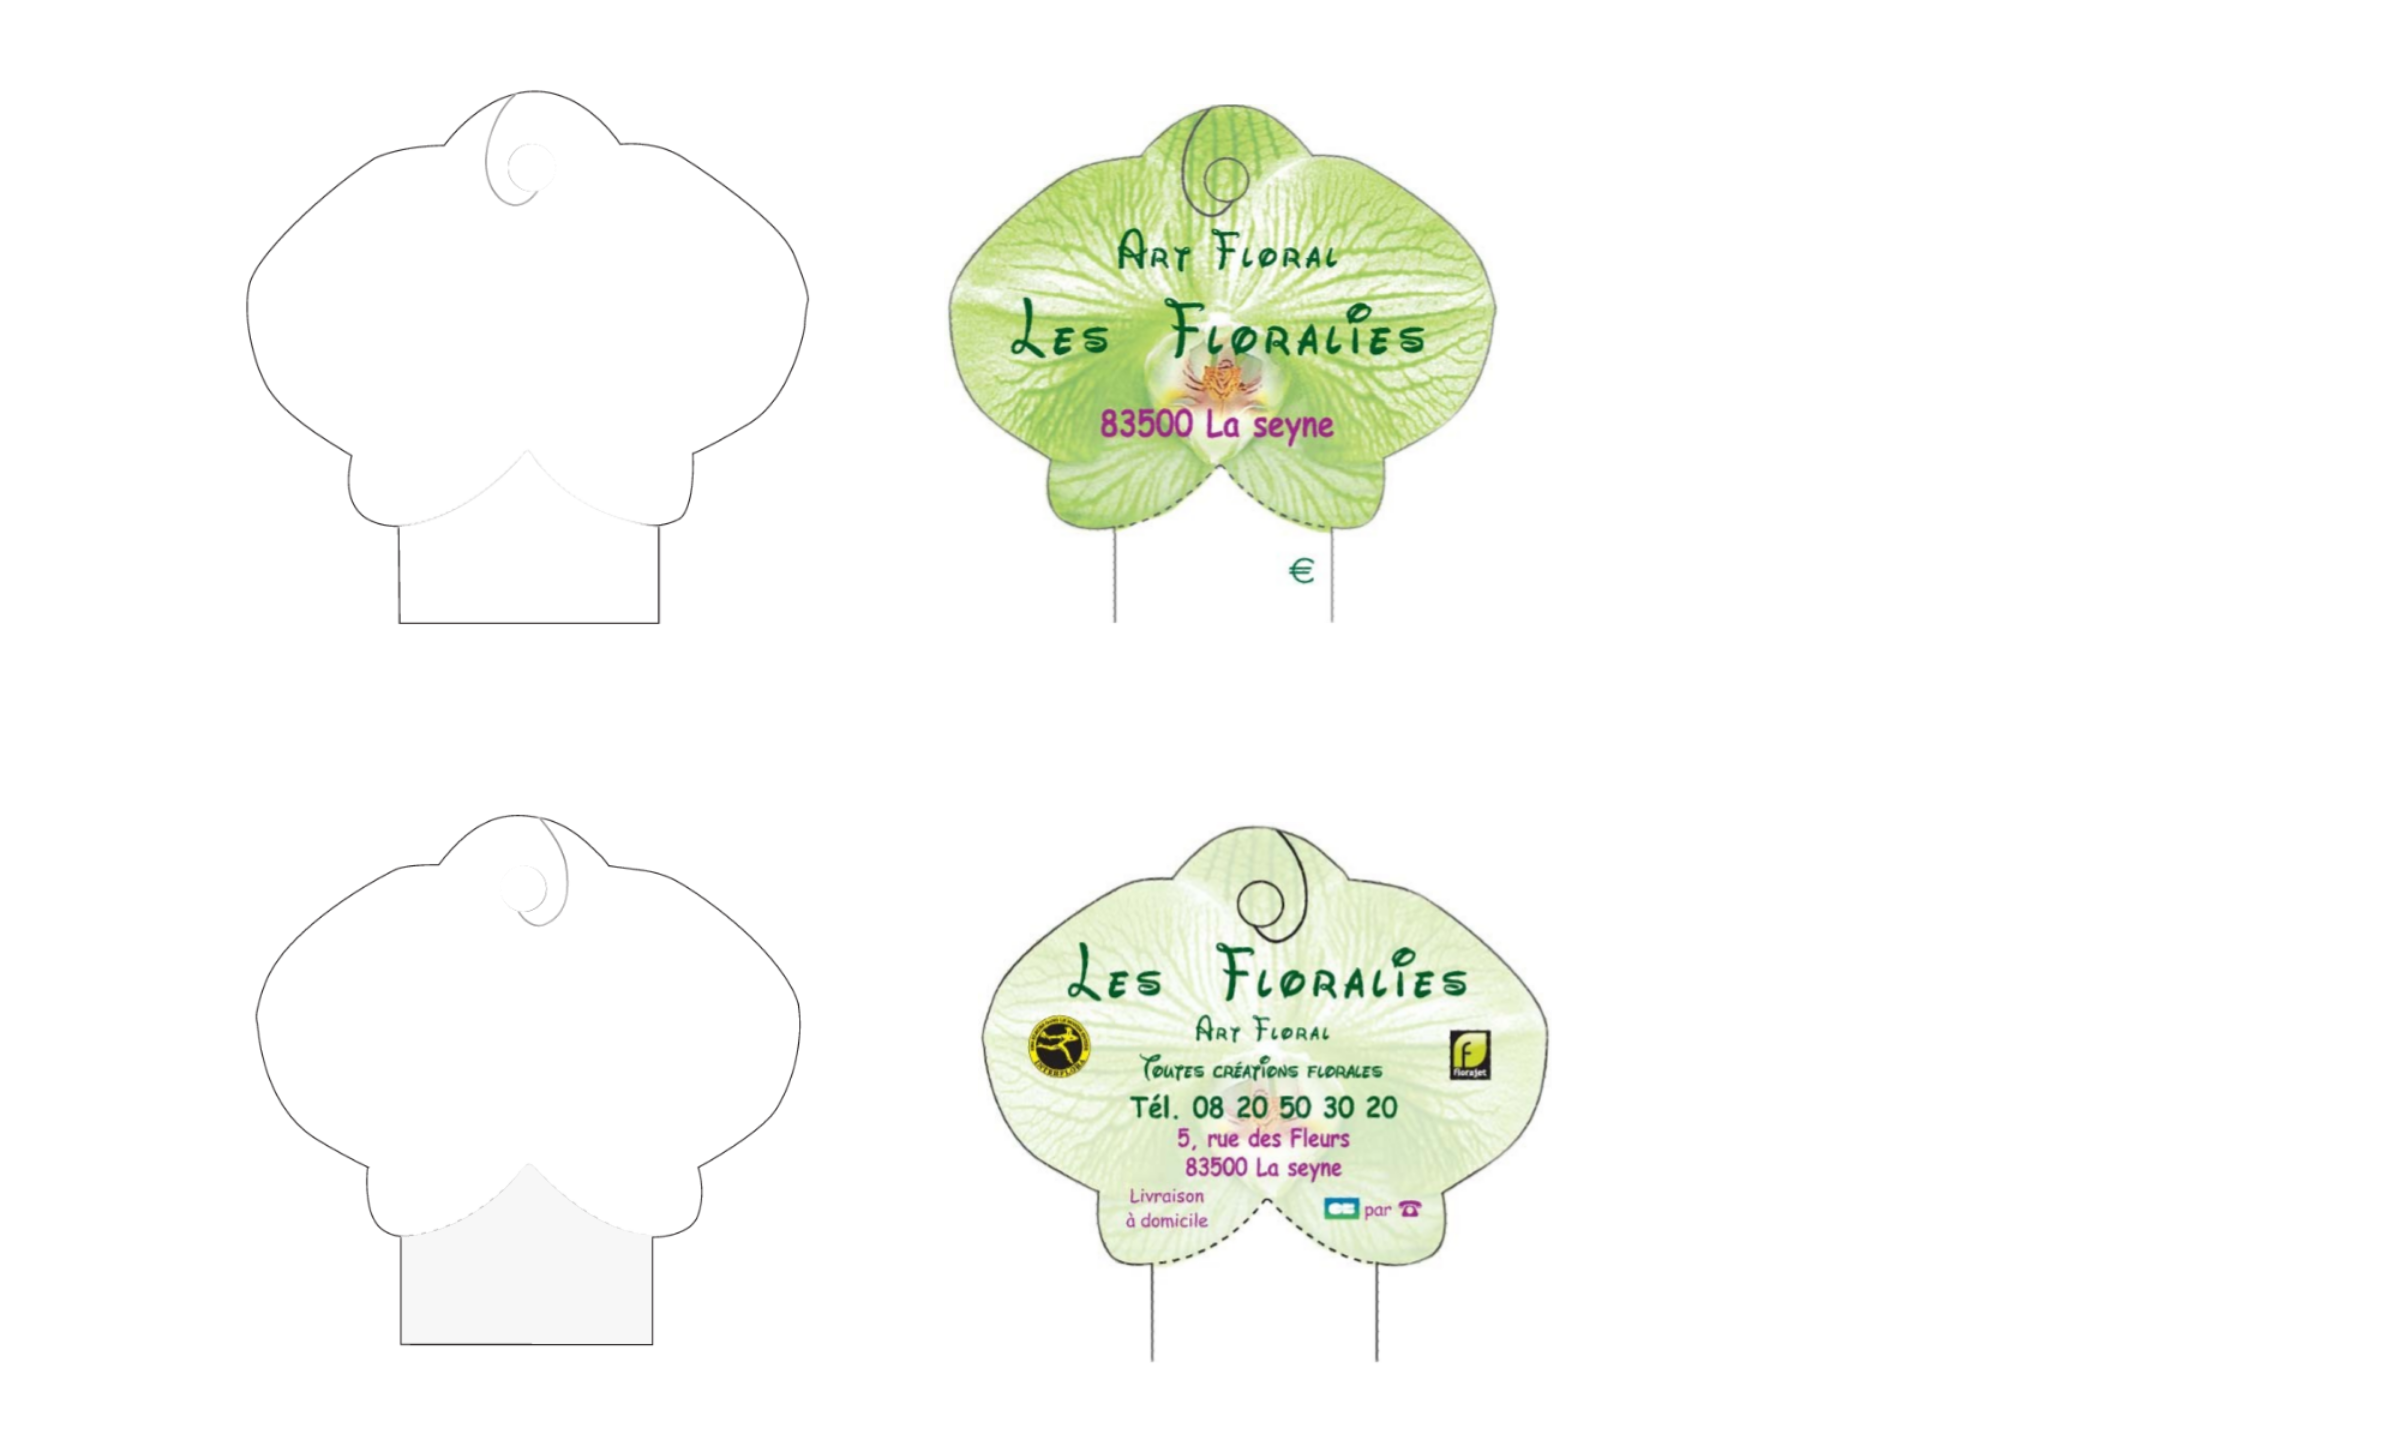 Art Floral
Les Floralies
83500 La seyne
€
Les Floralies
Art Floral
Toutes créations florales
Tél. 08 20 50 30 20
5, rue des Fleurs
83500 La seyne
INTERFLORA
florajet
Livraison
à domicile
par